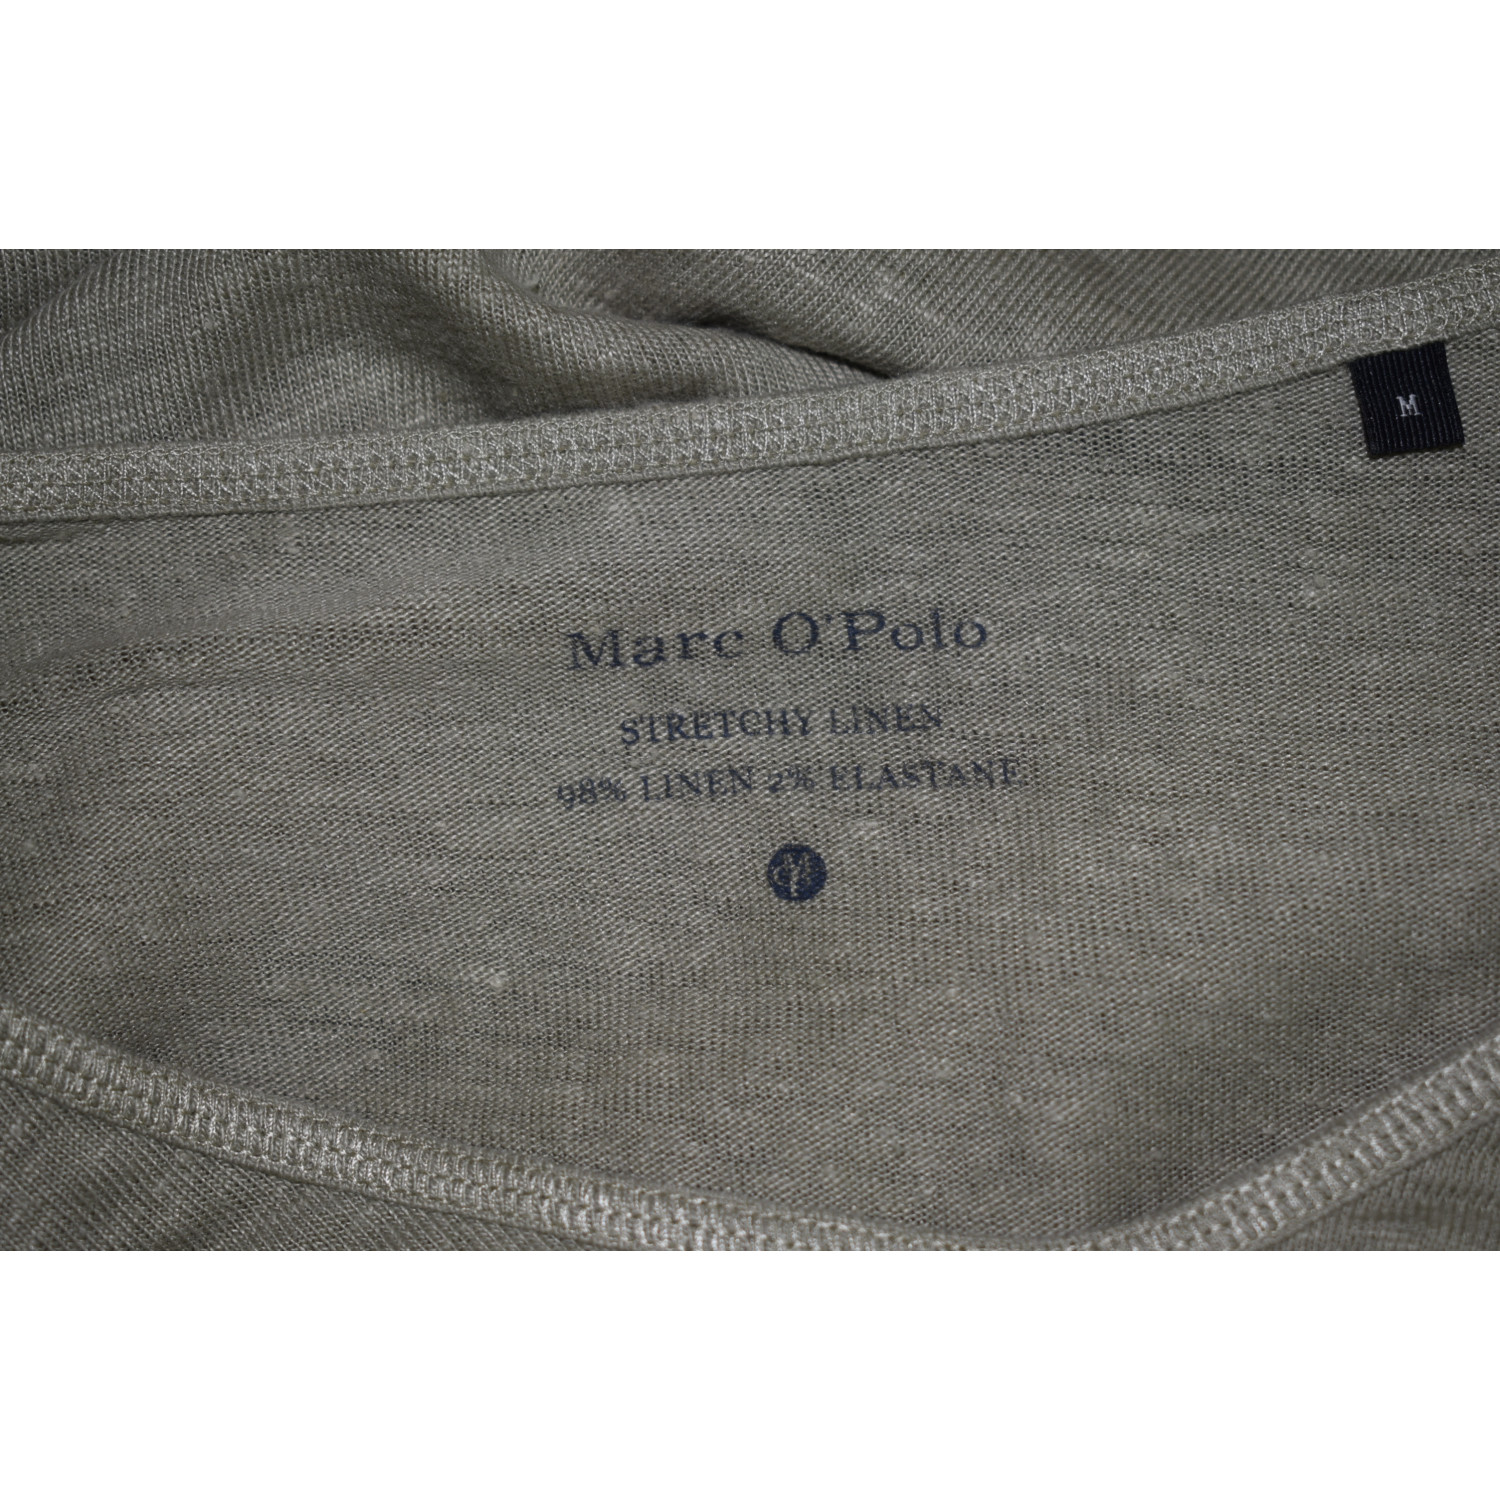 M
Marc O'Polo
STRETCHY LINEN
98% LINEN 2% ELASTANE